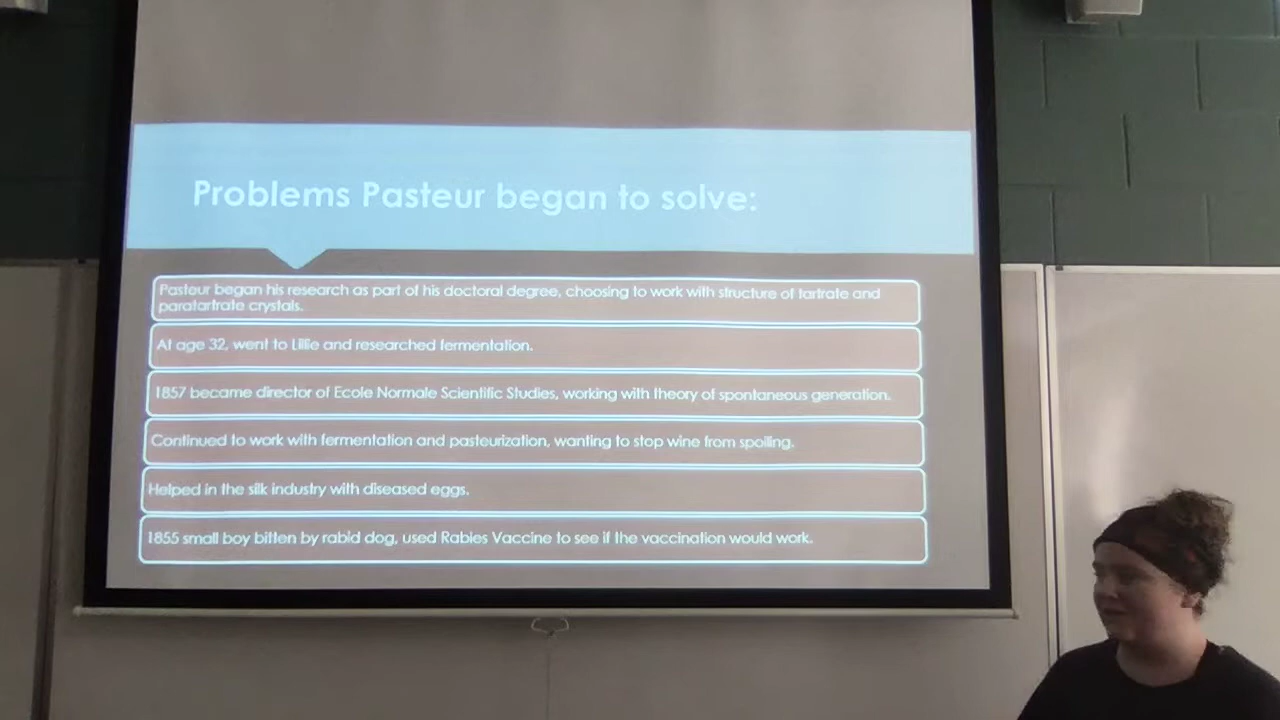 Problems Pasteur began to solve:
Pasteur began his research as part of his doctoral degree, choosing to work with structure of tartrate and
paratartrate crystals.
At age 32, went to Lille and researched fermentation.
1857 became director of Ecole Normale Scientific Studies, working with theory of spontaneous generation.
Continued to work with fermentation and pasteurization, wanting to stop wine from spoiling.
Helped in the silk industry with diseased eggs.
1855 small boy bitten by rabid dog, used Rabies Vaccine to see if the vaccination would work.